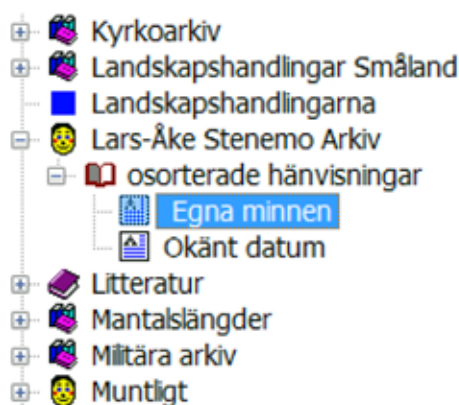 Kyrkoarkiv
Landskapshandlingar Småland
Landskapshandlingarna
Lars-Åke Stenemo Arkiv
osorterade hänvisningar
Egna minnen
Okänt datum
Litteratur
Mantalslängder
Militära arkiv
Muntligt